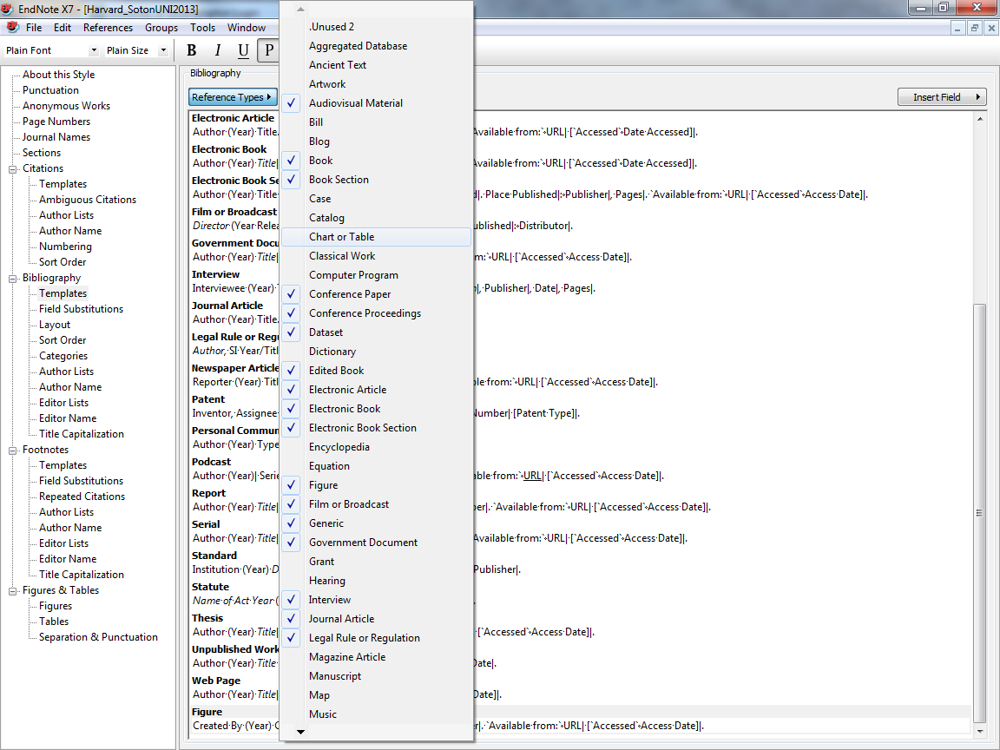 EndNote X7 - [Harvard_SotonUNI2013]
File Edit References Groups Tools Window
Plain Font Plain Size B I U P
About this Style
Punctuation
Anonymous Works
Page Numbers
Journal Names
Sections
Citations
Templates
Ambiguous Citations
Author Lists
Author Name
Numbering
Sort Order
Bibliography
Templates
Field Substitutions
Layout
Sort Order
Categories
Author Lists
Author Name
Editor Lists
Editor Name
Title Capitalization
Footnotes
Templates
Field Substitutions
Repeated Citations
Author Lists
Author Name
Editor Lists
Editor Name
Title Capitalization
Figures & Tables
Figures
Tables
Separation & Punctuation
Bibliography
Reference Types
Insert Field
.Unused 2
Aggregated Database
Ancient Text
Artwork
Audiovisual Material
Bill
Blog
Book
Book Section
Case
Catalog
Chart or Table
Classical Work
Computer Program
Conference Paper
Conference Proceedings
Dataset
Dictionary
Edited Book
Electronic Article
Electronic Book
Electronic Book Section
Encyclopedia
Equation
Figure
Film or Broadcast
Generic
Government Document
Grant
Hearing
Interview
Journal Article
Legal Rule or Regulation
Magazine Article
Manuscript
Map
Music
Electronic Article
Author·(Year)·Title. Available·from:`·URL|·[`Accessed`·Date·Accessed]|.
Electronic Book
Author·(Year)·Title| Available·from:`·URL|·[`Accessed`·Date·Accessed]|.
Electronic Book Se
Author·(Year)·Title d|.·Place·Published|:·Publisher|,·Pages|.·`Available·from:`·URL|·[`Accessed`·Access·Date]|.
Film or Broadcast
Director·(Year·Relea ublished|:·Distributor|.
Government Docu
Author·(Year)·Title| m:`·URL|·[`Accessed`·Access·Date]|.
Interview
Interviewee·(Year)· |,·Publisher|,·Date|,·Pages|.
Journal Article
Author·(Year)·Title.
Legal Rule or Regu
Author,·SI·Year/Titl
Newspaper Article
Reporter·(Year)·Titl le·from:`·URL|·[`Accessed`·Access·Date]|.
Patent
Inventor,·Assignee· Number|·[Patent·Type]|.
Personal Commun
Author·(Year)·Type
Podcast
Author·(Year)|·Serie ble·from:`·URL|·[`Accessed`·Access·Date]|.
Report
Author·(Year)·Title| er|.·`Available·from:`·URL|·[`Accessed`·Access·Date]|.
Serial
Author·(Year)·Title| Available·from:`·URL|·[`Accessed`·Access·Date]|.
Standard
Institution·(Year)·D Publisher|.
Statute
Name·of·Act·Year·( .
Thesis
Author·(Year)·Title| [`Accessed`·Access·Date]|.
Unpublished Work
Author·(Year)·Title Date|.
Web Page
Author·(Year)·Title| Date]|.
Figure
Created·By·(Year)· er|.·`Available·from:`·URL|·[`Accessed`·Access·Date]|.